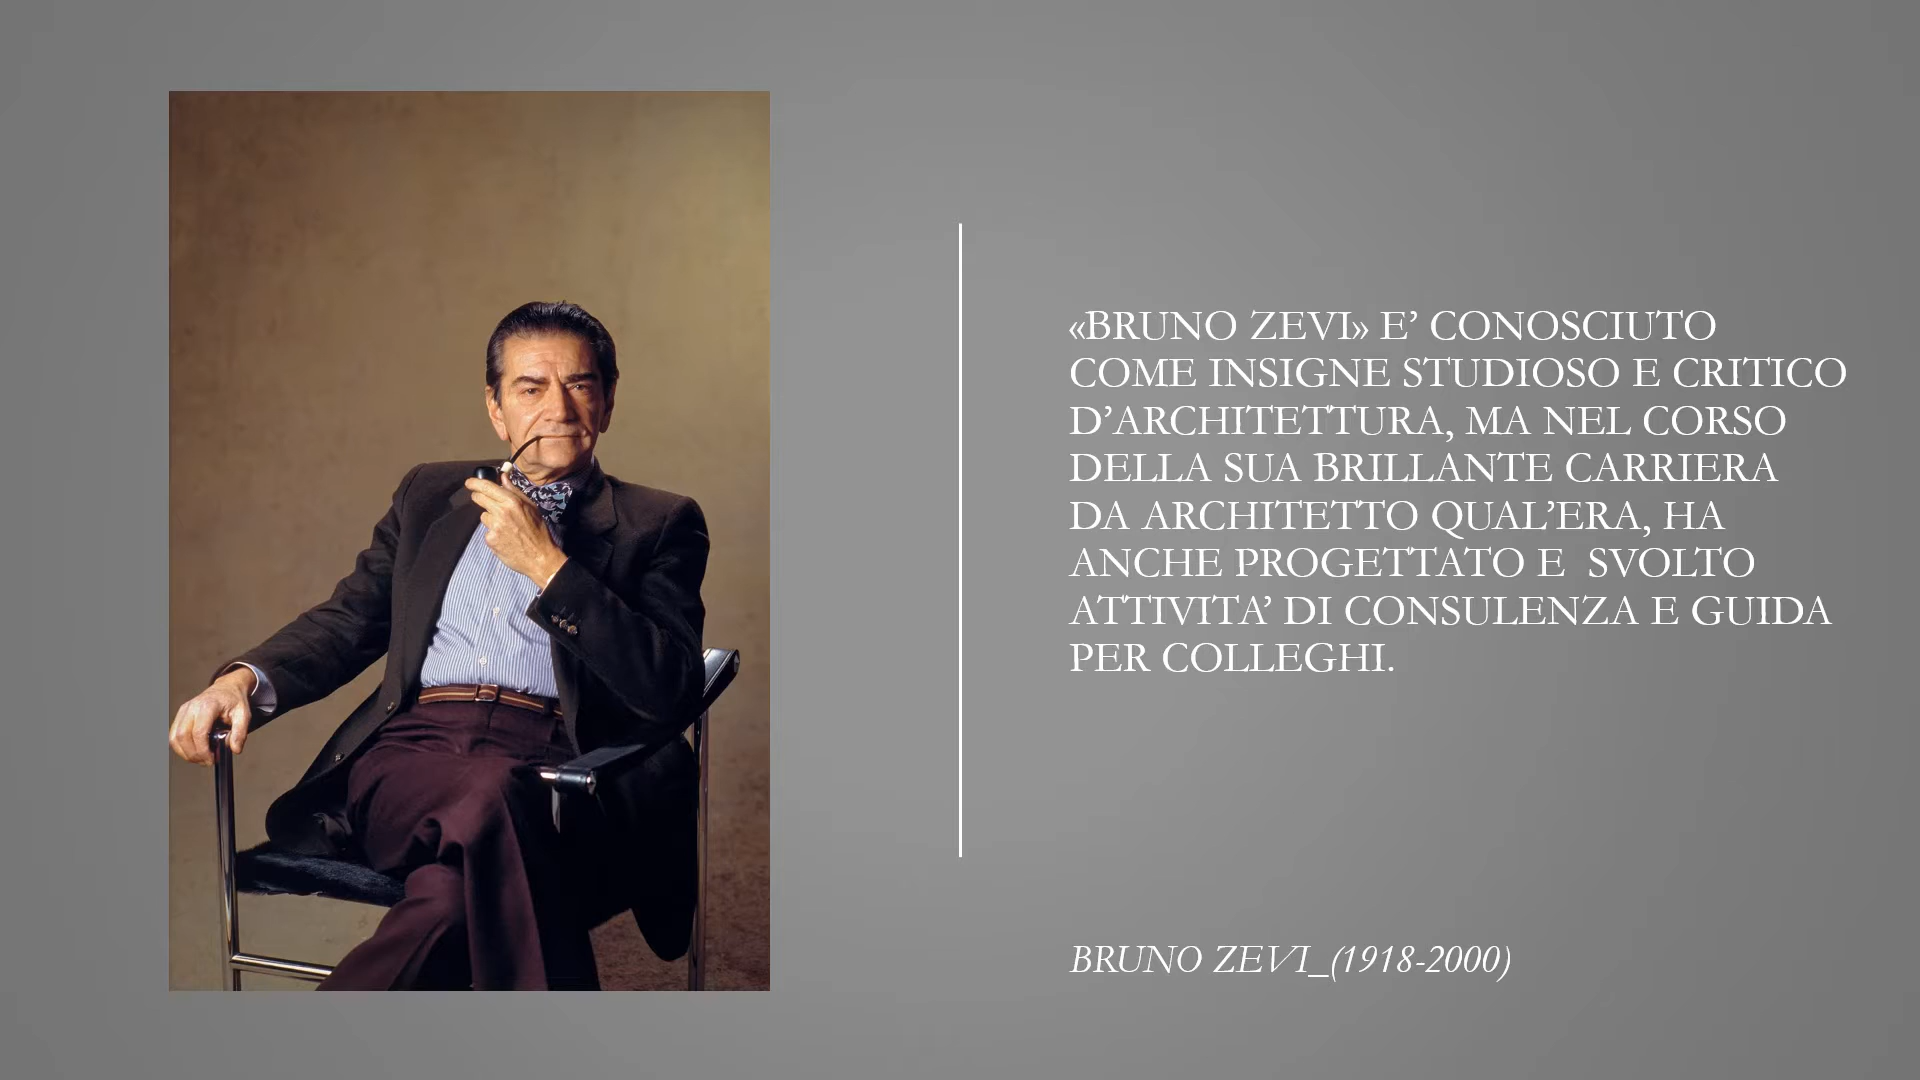 «BRUNO ZEVI» E’ CONOSCIUTO
COME INSIGNE STUDIOSO E CRITICO
D’ARCHITETTURA, MA NEL CORSO
DELLA SUA BRILLANTE CARRIERA
DA ARCHITETTO QUAL’ERA, HA
ANCHE PROGETTATO E  SVOLTO
ATTIVITA’ DI CONSULENZA E GUIDA
PER COLLEGHI.
BRUNO ZEVI_(1918-2000)